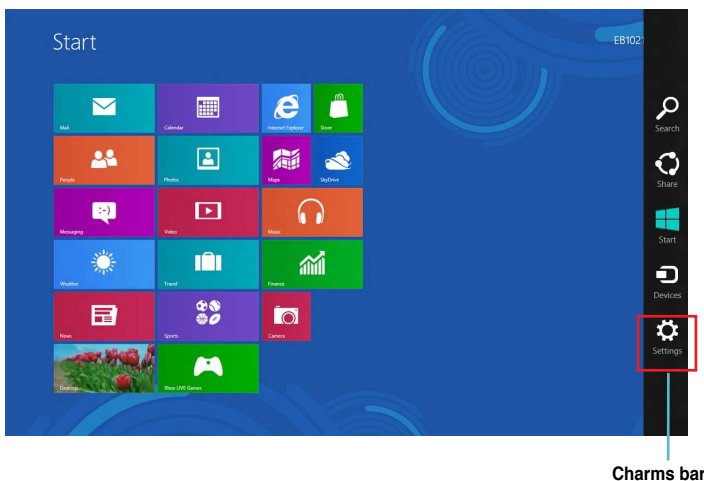 Start
EB1021
Mail
Calendar
Internet Explorer
Store
People
Photos
Maps
SkyDrive
Messaging
Video
Music
Weather
Travel
Finance
News
Sports
Camera
Desktop
Xbox LIVE Games
Search
Share
Start
Devices
Settings
Charms bar